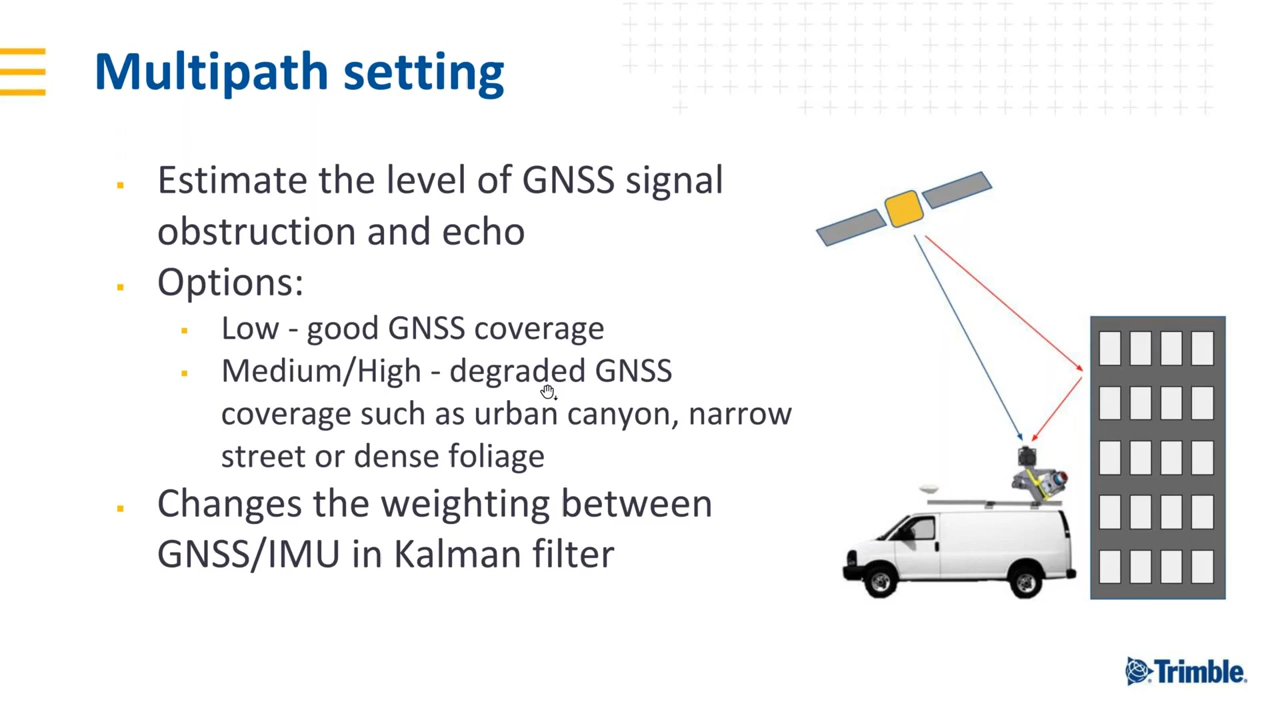 Multipath setting
▪ Estimate the level of GNSS signal
obstruction and echo
▪ Options:
▪ Low - good GNSS coverage
▪ Medium/High - degraded GNSS
coverage such as urban canyon, narrow
street or dense foliage
▪ Changes the weighting between
GNSS/IMU in Kalman filter
Trimble.